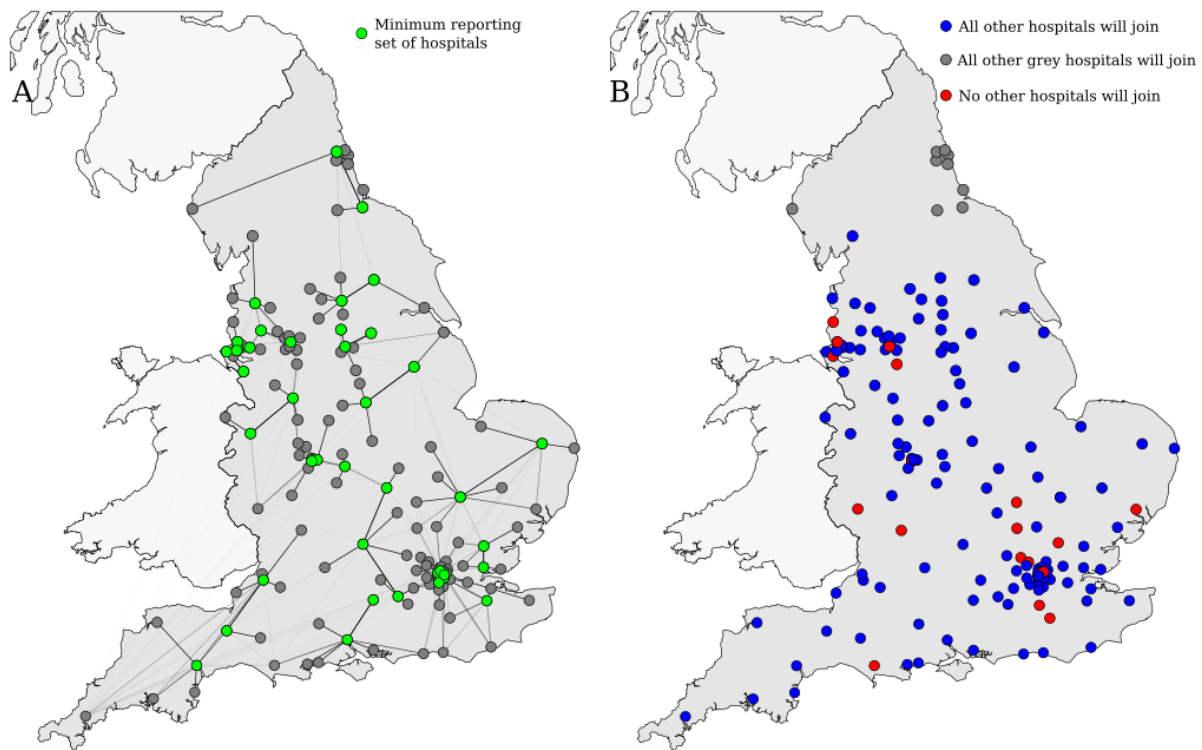 A
Minimum reporting
set of hospitals
B
All other hospitals will join
All other grey hospitals will join
No other hospitals will join